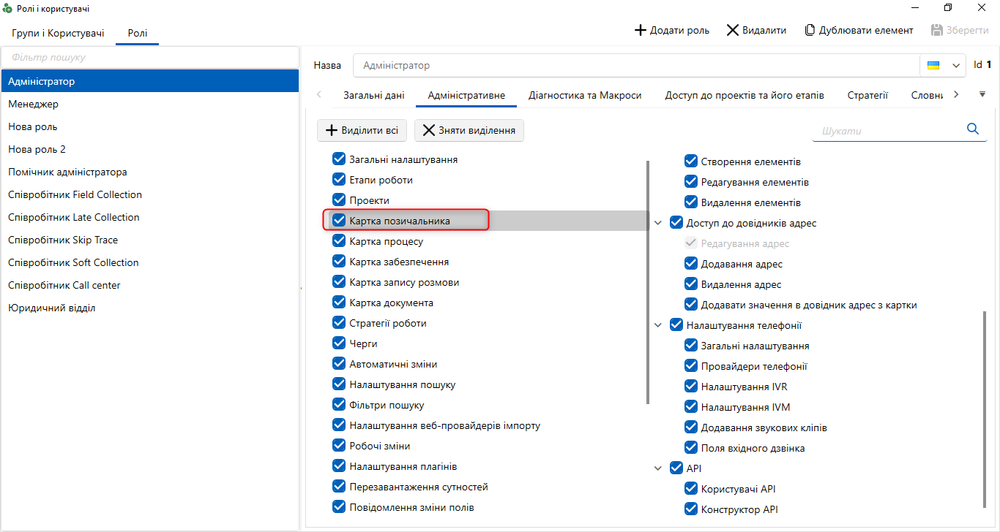 Ролі і користувачі
Групи і Користувачі
Ролі
Додати роль
Видалити
Дублювати елемент
Зберегти
Фільтр пошуку
Адміністратор
Менеджер
Нова роль
Нова роль 2
Помічник адміністратора
Співробітник Field Collection
Співробітник Late Collection
Співробітник Skip Trace
Співробітник Soft Collection
Співробітник Call center
Юридичний відділ
Назва
Адміністратор
Id 1
Загальні дані
Адміністративне
Діагностика та Макроси
Доступ до проектів та його етапів
Стратегії
Словни
Виділити всі
Зняти виділення
Шукати
Загальні налаштування
Етапи роботи
Проекти
Картка позичальника
Картка процесу
Картка забезпечення
Картка запису розмови
Картка документа
Стратегії роботи
Черги
Автоматичні зміни
Налаштування пошуку
Фільтри пошуку
Налаштування веб-провайдерів імпорту
Робочі зміни
Налаштування плагінів
Перезавантаження сутностей
Повідомлення зміни полів
Створення елементів
Редагування елементів
Видалення елементів
Доступ до довідників адрес
Редагування адрес
Додавання адрес
Видалення адрес
Додавати значення в довідник адрес з картки
Налаштування телефонії
Загальні налаштування
Провайдери телефонії
Налаштування IVR
Налаштування IVM
Додавання звукових кліпів
Поля вхідного дзвінка
API
Користувачі API
Конструктор API